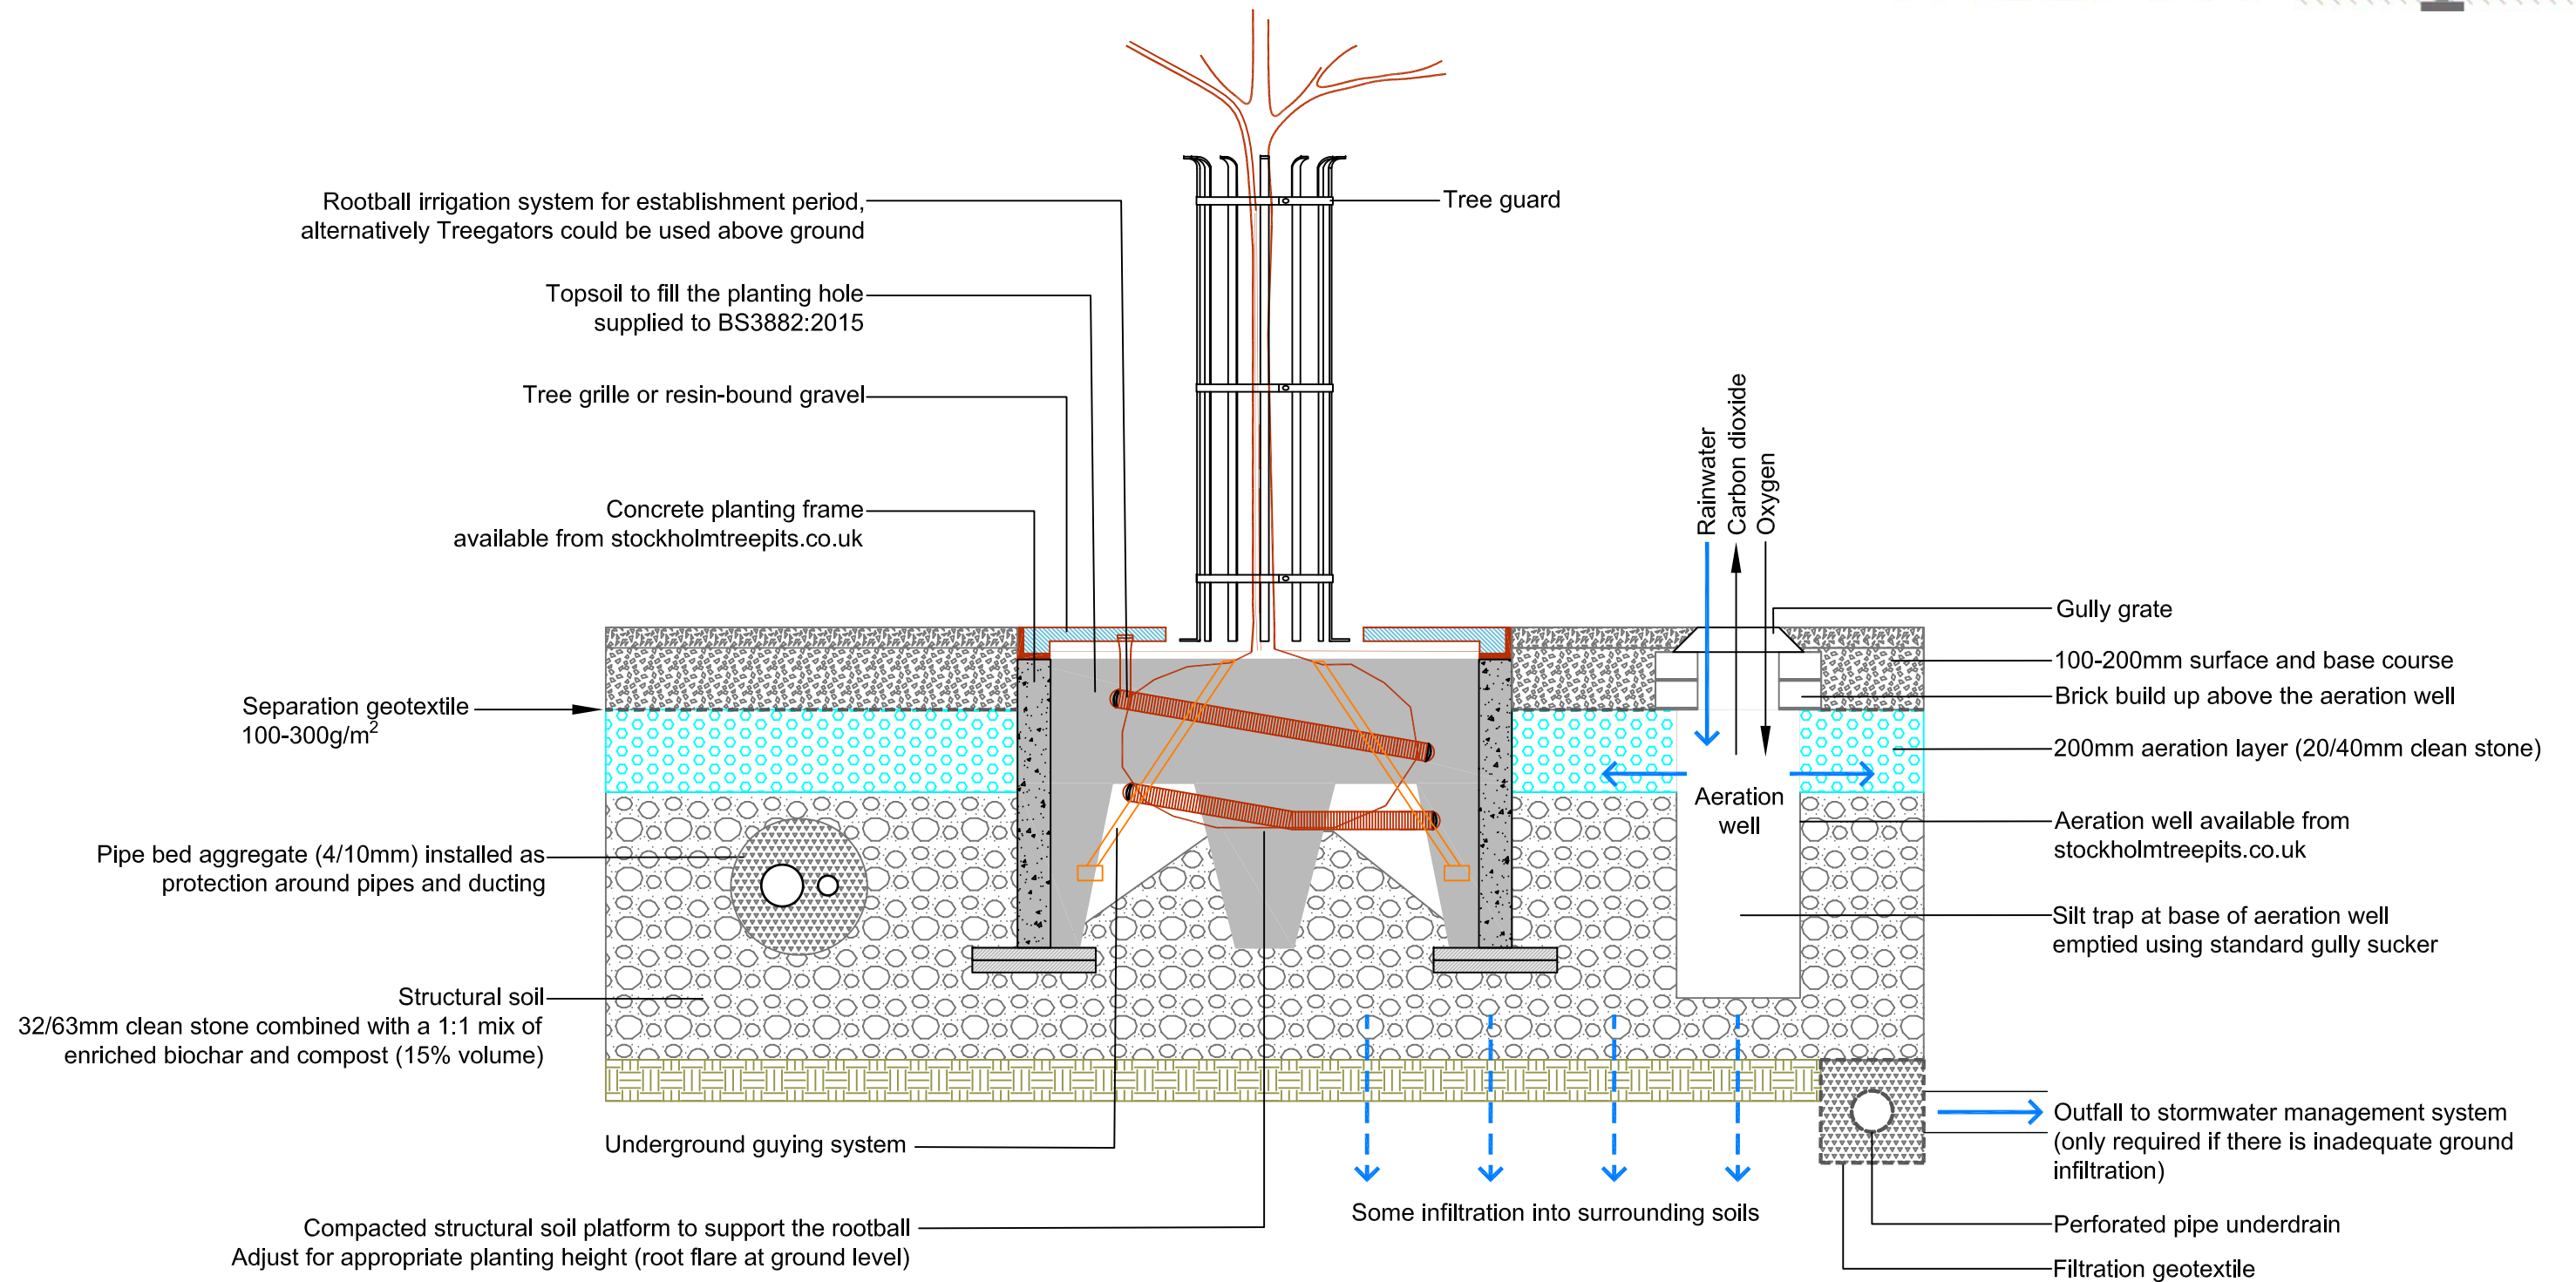 Rootball irrigation system for establishment period,
alternatively Treegators could be used above ground
Topsoil to fill the planting hole
supplied to BS3882:2015
Tree grille or resin-bound gravel
Concrete planting frame
available from stockholmtreepits.co.uk
Separation geotextile
100-300g/m²
Pipe bed aggregate (4/10mm) installed as
protection around pipes and ducting
Structural soil
32/63mm clean stone combined with a 1:1 mix of
enriched biochar and compost (15% volume)
Underground guying system
Compacted structural soil platform to support the rootball
Adjust for appropriate planting height (root flare at ground level)
Tree guard
Rainwater
Carbon dioxide
Oxygen
Gully grate
100-200mm surface and base course
Brick build up above the aeration well
200mm aeration layer (20/40mm clean stone)
Aeration
well
Aeration well available from
stockholmtreepits.co.uk
Silt trap at base of aeration well
emptied using standard gully sucker
Outfall to stormwater management system
(only required if there is inadequate ground
infiltration)
Some infiltration into surrounding soils
Perforated pipe underdrain
Filtration geotextile